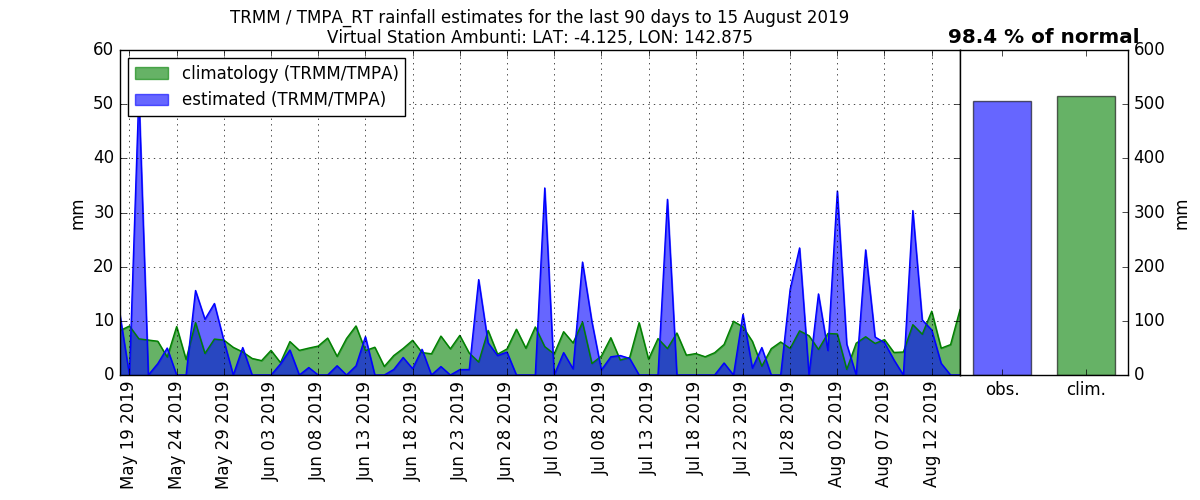 TRMM / TMPA_RT rainfall estimates for the last 90 days to 15 August 2019
Virtual Station Ambunti: LAT: -4.125, LON: 142.875
98.4 % of normal
climatology (TRMM/TMPA)
estimated (TRMM/TMPA)
60
50
40
30
20
10
0
mm
600
500
400
300
200
100
0
mm
obs.
clim.
May 19 2019
May 24 2019
May 29 2019
Jun 03 2019
Jun 08 2019
Jun 13 2019
Jun 18 2019
Jun 23 2019
Jun 28 2019
Jul 03 2019
Jul 08 2019
Jul 13 2019
Jul 18 2019
Jul 23 2019
Jul 28 2019
Aug 02 2019
Aug 07 2019
Aug 12 2019